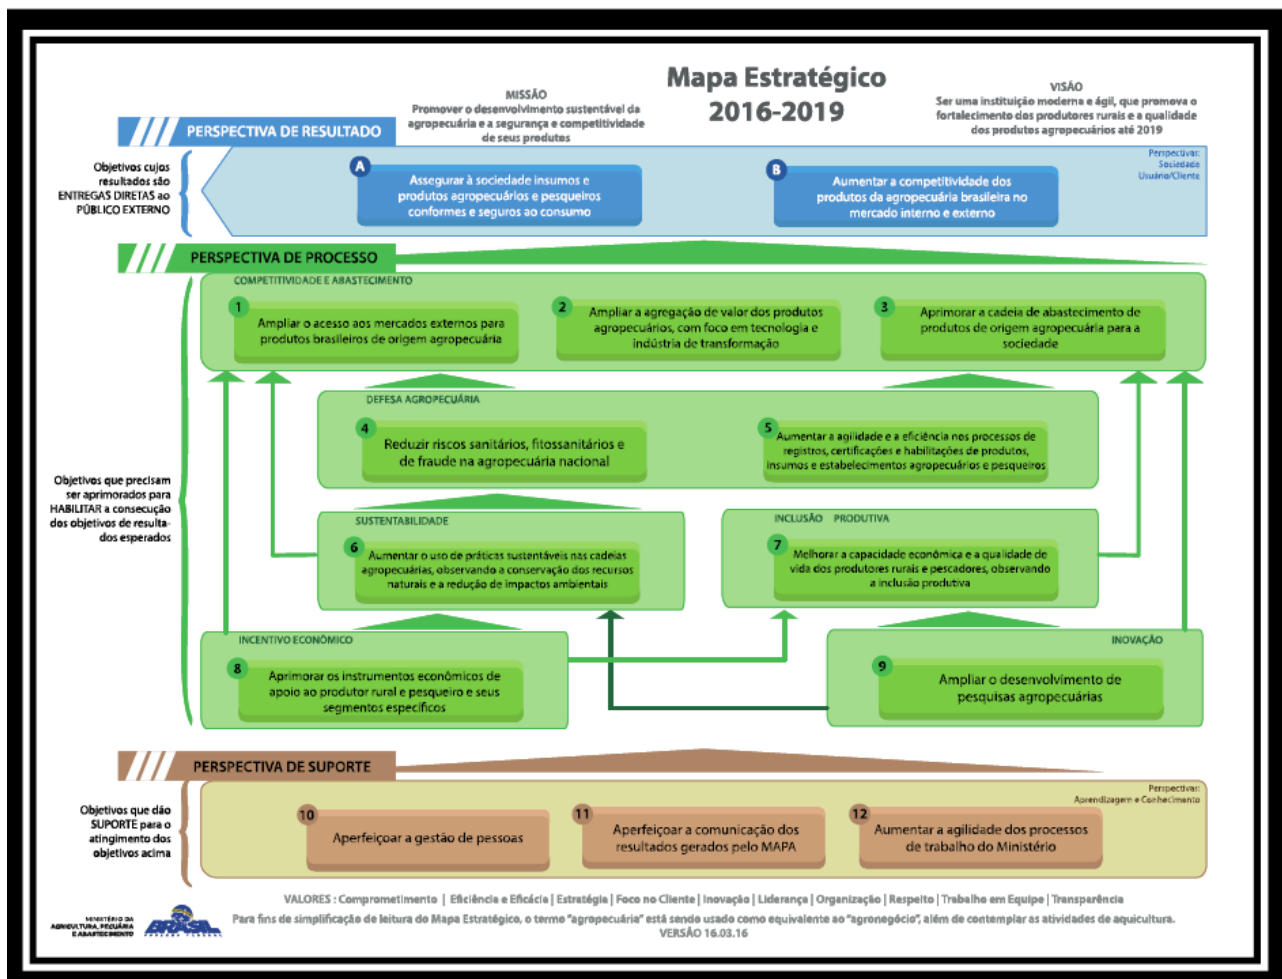 Mapa Estratégico
2016-2019
MISSÃO
Promover o desenvolvimento sustentável da
agropecuária e a segurança e competitividade
de seus produtos
VISÃO
Ser uma instituição moderna e ágil, que promova o
fortalecimento dos produtores rurais e a qualidade
dos produtos agropecuários até 2019
PERSPECTIVA DE RESULTADO
Objetivos cujos
resultados são
ENTREGAS DIRETAS ao
PÚBLICO EXTERNO
Perspectivas:
Sociedade
Usuário/Cliente
A
Assegurar à sociedade insumos e
produtos agropecuários e pesqueiros
conformes e seguros ao consumo
B
Aumentar a competitividade dos
produtos da agropecuária brasileira no
mercado interno e externo
PERSPECTIVA DE PROCESSO
Objetivos que precisam
ser aprimorados para
HABILITAR a consecução
dos objetivos de resulta-
dos esperados
COMPETITIVIDADE E ABASTECIMENTO
1
Ampliar o acesso aos mercados externos para
produtos brasileiros de origem agropecuária
2
Ampliar a agregação de valor dos produtos
agropecuários, com foco em tecnologia e
indústria de transformação
3
Aprimorar a cadeia de abastecimento de
produtos de origem agropecuária para a
sociedade
DEFESA AGROPECUÁRIA
4
Reduzir riscos sanitários, fitossanitários e
de fraude na agropecuária nacional
5
Aumentar a agilidade e a eficiência nos processos de
registros, certificações e habilitações de produtos,
insumos e estabelecimentos agropecuários e pesqueiros
SUSTENTABILIDADE
6
Aumentar o uso de práticas sustentáveis nas cadeias
agropecuárias, observando a conservação dos recursos
naturais e a redução de impactos ambientais
INCLUSÃO PRODUTIVA
7
Melhorar a capacidade econômica e a qualidade de
vida dos produtores rurais e pescadores, observando
a inclusão produtiva
INCENTIVO ECONÔMICO
8
Aprimorar os instrumentos econômicos de
apoio ao produtor rural e pesqueiro e seus
segmentos específicos
INOVAÇÃO
9
Ampliar o desenvolvimento de
pesquisas agropecuárias
PERSPECTIVA DE SUPORTE
Objetivos que dão
SUPORTE para o
atingimento dos
objetivos acima
Perspectivas:
Aprendizagem e Conhecimento
10
Aperfeiçoar a gestão de pessoas
11
Aperfeiçoar a comunicação dos
resultados gerados pelo MAPA
12
Aumentar a agilidade dos processos
de trabalho do Ministério
VALORES : Comprometimento | Eficiência e Eficácia | Estratégia | Foco no Cliente | Inovação | Liderança | Organização | Respeito | Trabalho em Equipe | Transparência
Para fins de simplificação de leitura do Mapa Estratégico, o termo "agropecuária" está sendo usado como equivalente ao "agronegócio", além de contemplar as atividades de aquicultura.
VERSÃO 16.03.16
MINISTÉRIO DA
AGRICULTURA, PECUÁRIA
E ABASTECIMENTO
BRASIL
GOVERNO FEDERAL